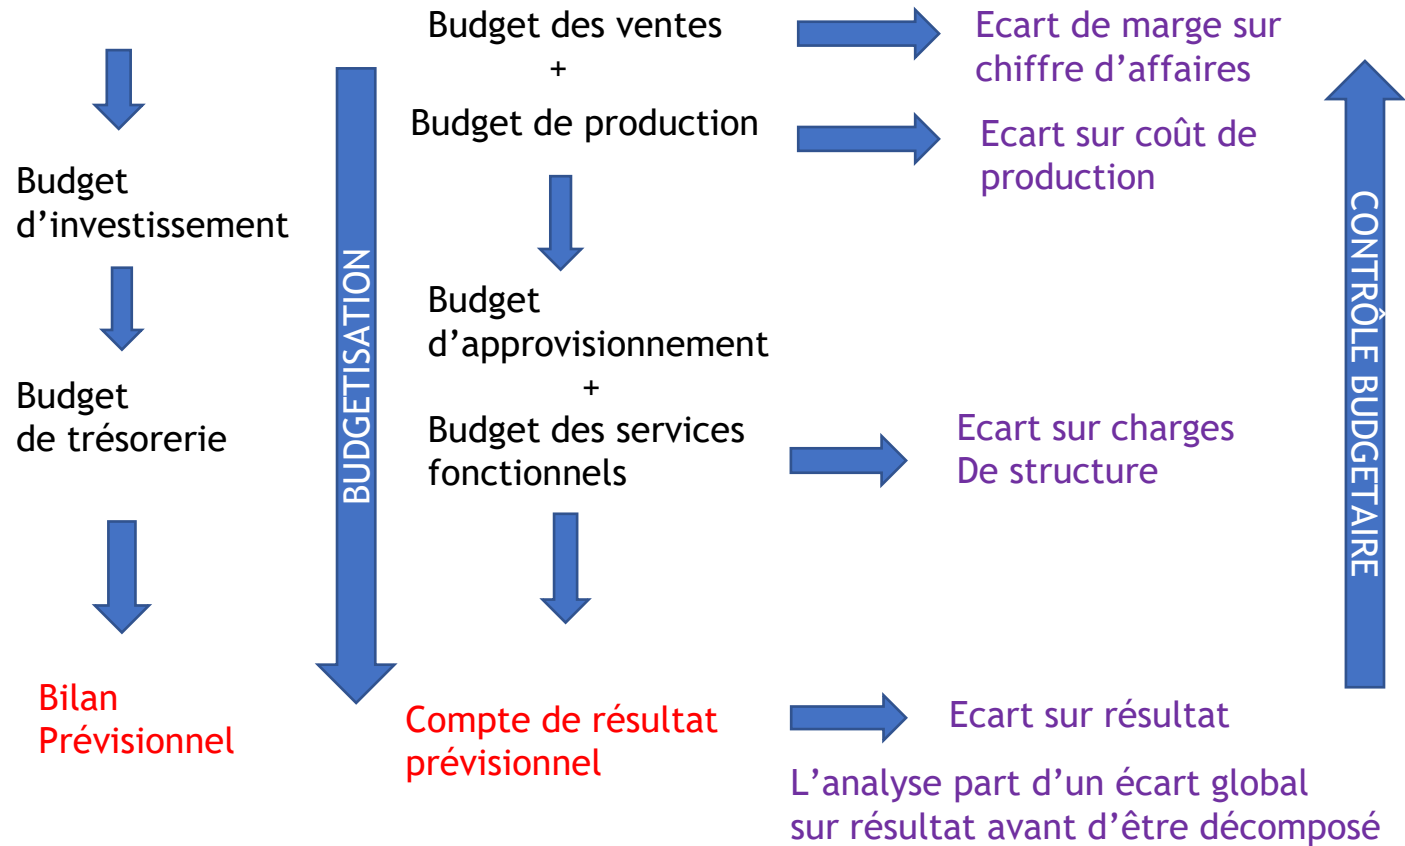 Budget des ventes
+
Budget de production
Ecart de marge sur
chiffre d’affaires
Ecart sur coût de
production
Budget
d’investissement
BUDGETISATION
Budget
d’approvisionnement
+
Budget des services
fonctionnels
CONTRÔLE BUDGETAIRE
Budget
de trésorerie
Ecart sur charges
De structure
Bilan
Prévisionnel
Compte de résultat
prévisionnel
Ecart sur résultat
L’analyse part d’un écart global
sur résultat avant d’être décomposé